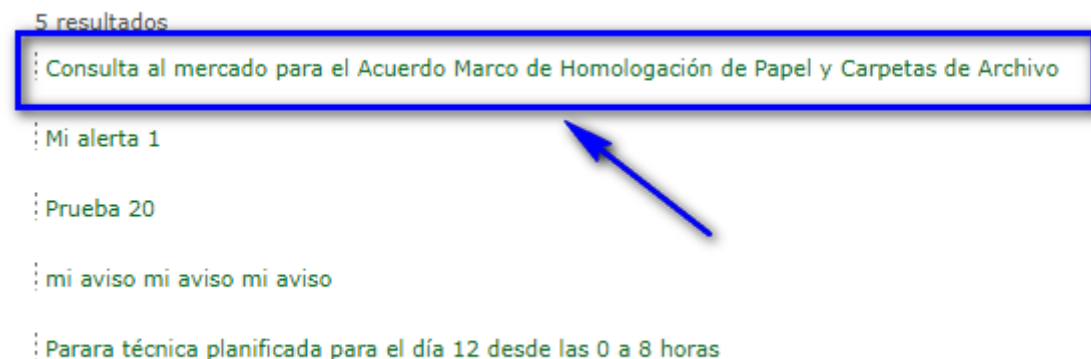 5 resultados
Consulta al mercado para el Acuerdo Marco de Homologación de Papel y Carpetas de Archivo
Mi alerta 1
Prueba 20
mi aviso mi aviso mi aviso
Parara técnica planificada para el día 12 desde las 0 a 8 horas